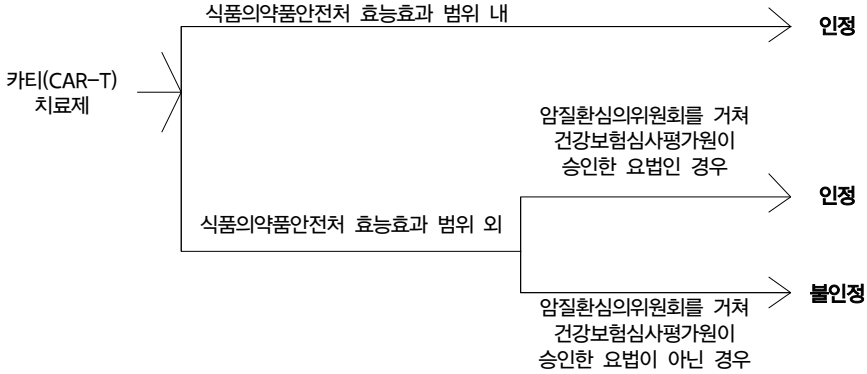 식품의약품안전처 효능효과 범위 내
인정
카티(CAR-T)
치료제
암질환심의위원회를 거쳐
건강보험심사평가원이
승인한 요법인 경우
인정
식품의약품안전처 효능효과 범위 외
불인정
암질환심의위원회를 거쳐
건강보험심사평가원이
승인한 요법이 아닌 경우